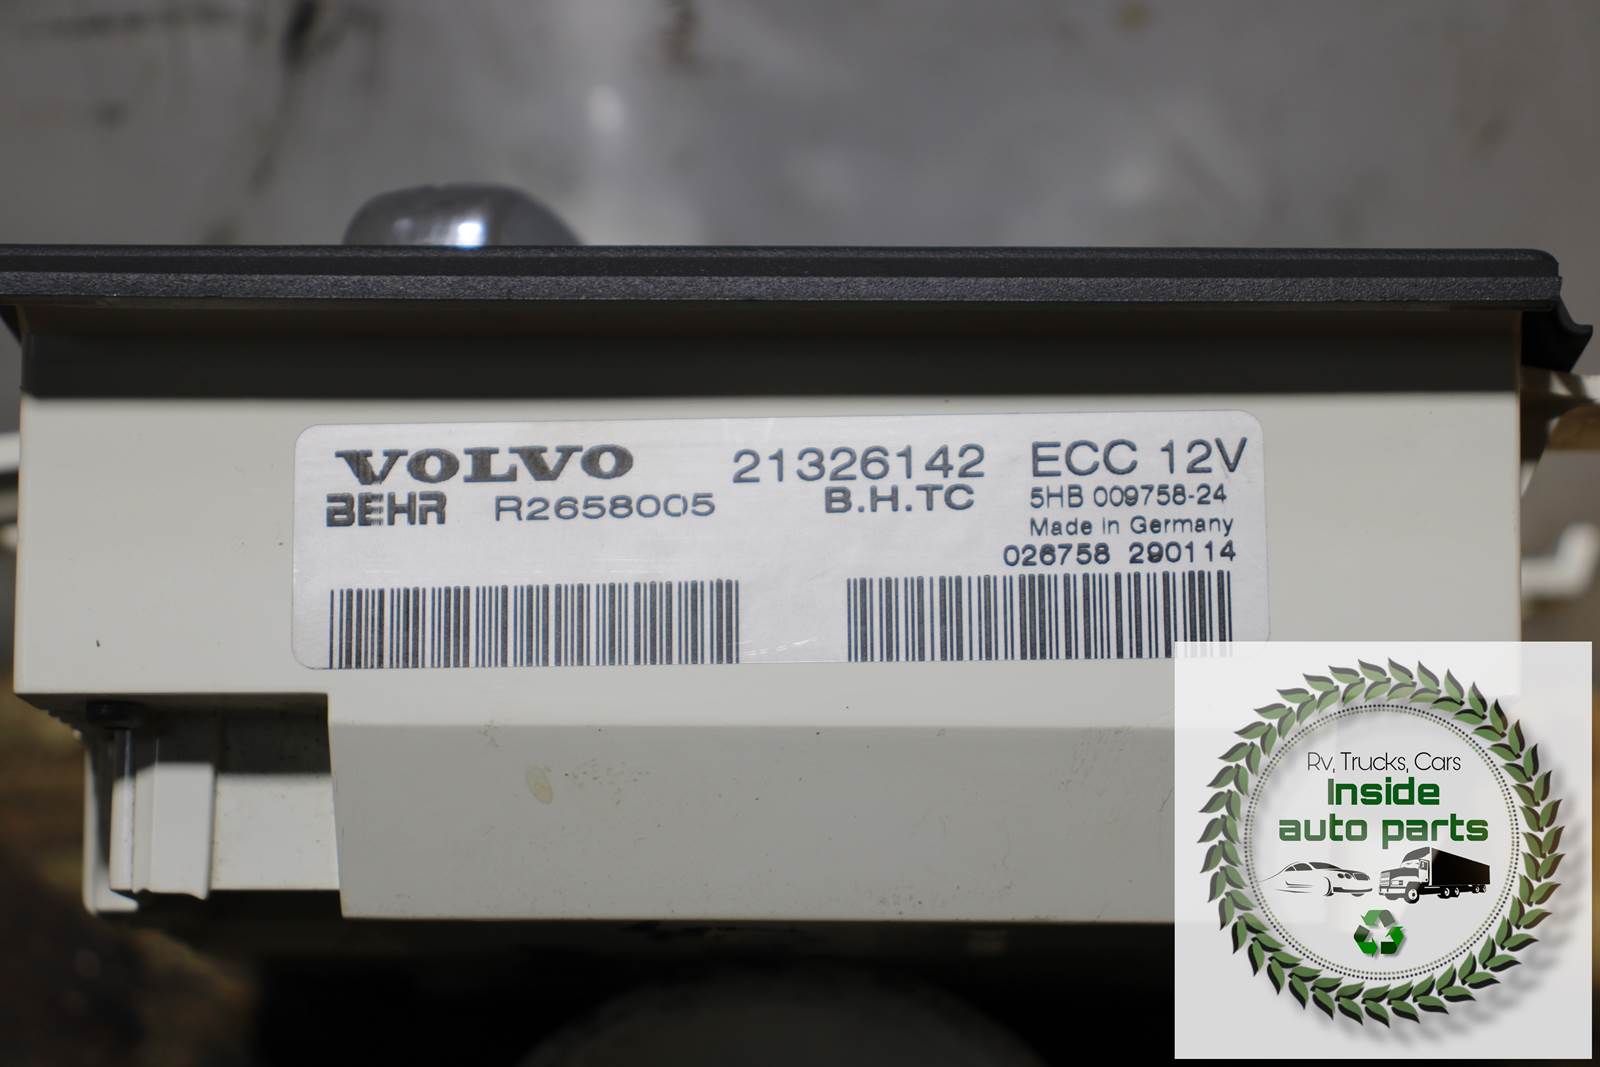 VOLVO 21326142 ECC 12V
BEHR R2658005 B.H.TC 5HB 009758-24
Made in Germany
026758 290114
Rv, Trucks, Cars
Inside
auto parts